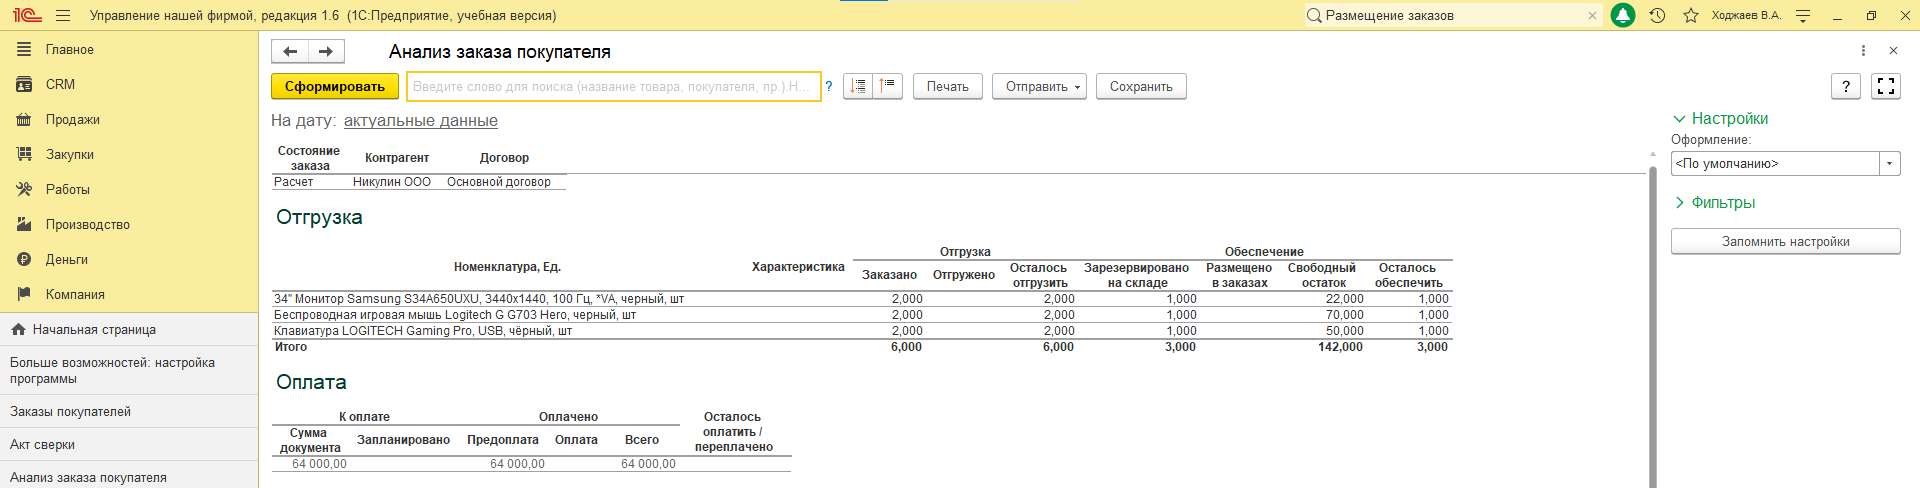 1С Управление нашей фирмой, редакция 1.6 (1С:Предприятие, учебная версия)
Размещение заказов
Ходжаев В.А.
Главное
CRM
Продажи
Закупки
Работы
Производство
Деньги
Компания
Начальная страница
Больше возможностей: настройка
программы
Заказы покупателей
Акт сверки
Анализ заказа покупателя
Анализ заказа покупателя
Сформировать
Введите слово для поиска (название товара, покупателя, пр.).Н...
?
Печать
Отправить
Сохранить
?
На дату: актуальные данные
Состояние заказа Контрагент Договор
Расчет Никулин ООО Основной договор
Отгрузка
Отгрузка Обеспечение
Номенклатура, Ед. Характеристика Заказано Отгружено Осталось отгрузить Зарезервировано на складе Размещено в заказах Свободный остаток Осталось обеспечить
34" Монитор Samsung S34A650UXU, 3440x1440, 100 Гц, *VA, черный, шт 2,000 2,000 1,000 22,000 1,000
Беспроводная игровая мышь Logitech G G703 Hero, черный, шт 2,000 2,000 1,000 70,000 1,000
Клавиатура LOGITECH Gaming Pro, USB, чёрный, шт 2,000 2,000 1,000 50,000 1,000
Итого 6,000 6,000 3,000 142,000 3,000
Оплата
К оплате Оплачено Осталось оплатить / переплачено
Сумма документа Запланировано Предоплата Оплата Всего
64 000,00 64 000,00 64 000,00
Настройки
Оформление:
<По умолчанию>
Фильтры
Запомнить настройки